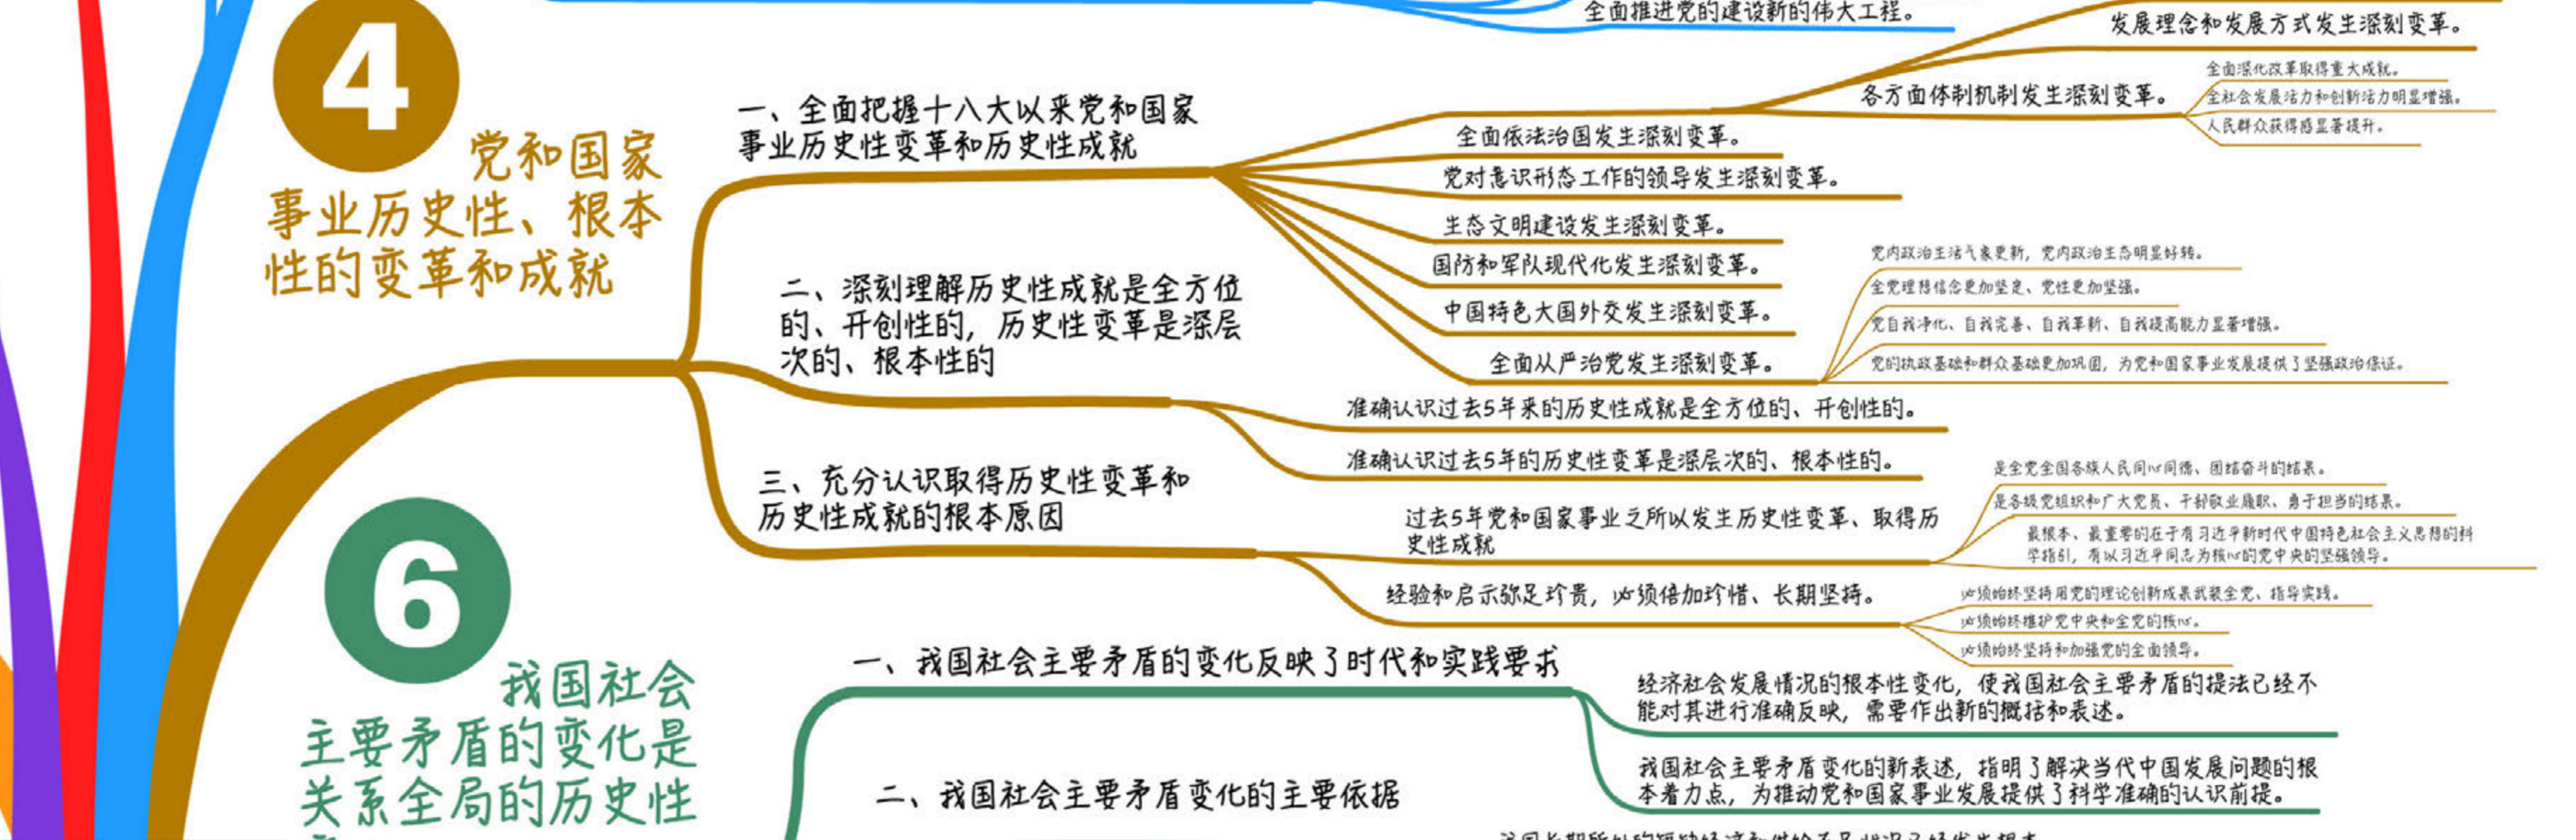 全面推进党的建设新的伟大工程。
4
党和国家
事业历史性、根本
性的变革和成就
一、全面把握十八大以来党和国家
事业历史性变革和历史性成就
发展理念和发展方式发生深刻变革。
各方面体制机制发生深刻变革。
全面深化改革取得重大成就。
全社会发展活力和创新活力明显增强。
人民群众获得感显著提升。
全面依法治国发生深刻变革。
党对意识形态工作的领导发生深刻变革。
生态文明建设发生深刻变革。
国防和军队现代化发生深刻变革。
中国特色大国外交发生深刻变革。
全面从严治党发生深刻变革。
党内政治生活气象更新，党内政治生态明显好转。
全党理想信念更加坚定、党性更加坚强。
党自我净化、自我完善、自我革新、自我提高能力显著增强。
党的执政基础和群众基础更加巩固，为党和国家事业发展提供了坚强政治保证。
二、深刻理解历史性成就是全方位
的、开创性的，历史性变革是深层
次的、根本性的
准确认识过去5年来的历史性成就是全方位的、开创性的。
准确认识过去5年的历史性变革是深层次的、根本性的。
三、充分认识取得历史性变革和
历史性成就的根本原因
过去5年党和国家事业之所以发生历史性变革、取得历
史性成就
是全党全国各族人民同心同德、团结奋斗的结果。
是各级党组织和广大党员、干部敬业履职、勇于担当的结果。
最根本、最重要的在于有习近平新时代中国特色社会主义思想的科
学指引，有以习近平同志为核心的党中央的坚强领导。
经验和启示弥足珍贵，必须倍加珍惜、长期坚持。
必须始终坚持用党的理论创新成果武装全党、指导实践。
必须始终维护党中央和全党的核心。
必须始终坚持和加强党的全面领导。
6
我国社会
主要矛盾的变化是
关系全局的历史性
一、我国社会主要矛盾的变化反映了时代和实践要求
经济社会发展情况的根本性变化，使我国社会主要矛盾的提法已经不
能对其进行准确反映，需要作出新的概括和表述。
我国社会主要矛盾变化的新表述，指明了解决当代中国发展问题的根
本着力点，为推动党和国家事业发展提供了科学准确的认识前提。
二、我国社会主要矛盾变化的主要依据